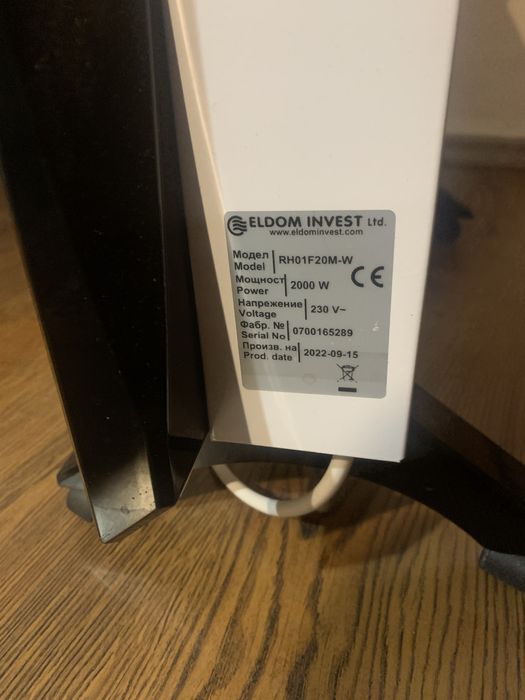 ELDOM INVEST Ltd.
www.eldominvest.com
Модел
Model
RH01F20M-W
Мощност
Power
2000 W
Напрежение
Voltage
230 V~
Фабр. №
Serial No
0700165289
Произв. на
Prod. date
2022-09-15
CE